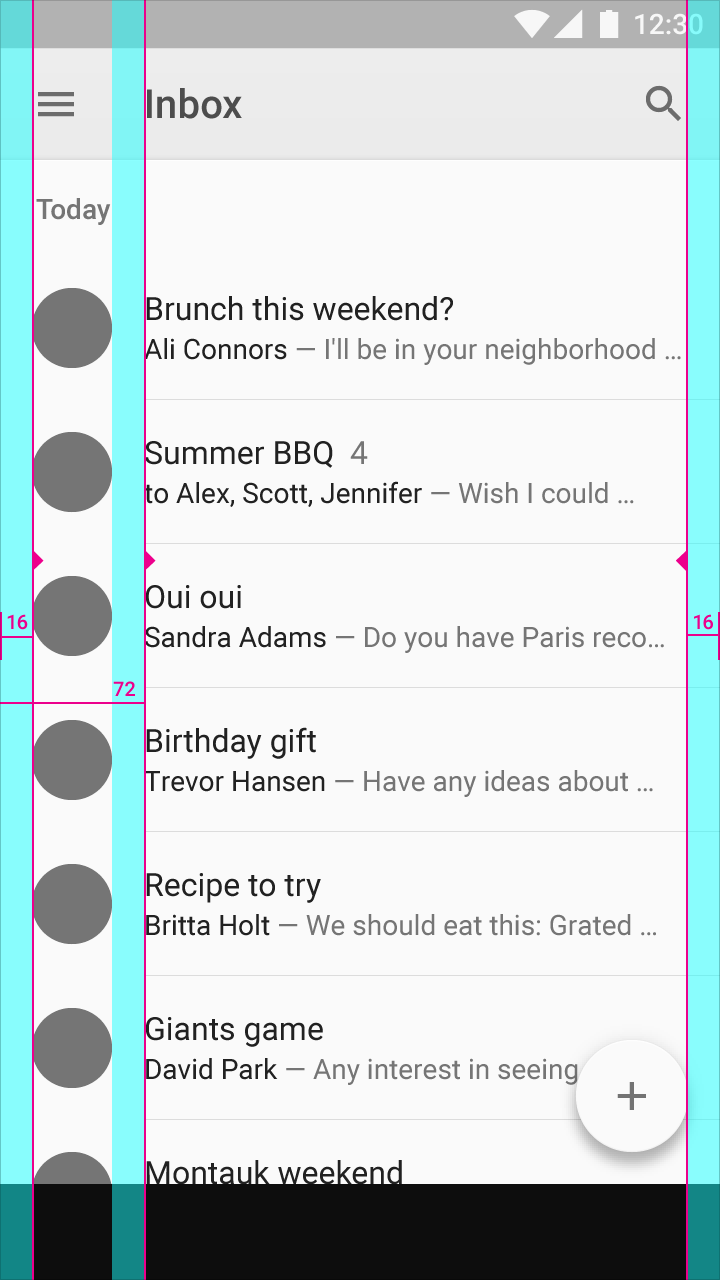 12:30
Inbox
Today
Brunch this weekend?
Ali Connors — I'll be in your neighborhood ...
Summer BBQ 4
to Alex, Scott, Jennifer — Wish I could ...
Oui oui
16
16
Sandra Adams — Do you have Paris reco...
72
Birthday gift
Trevor Hansen — Have any ideas about ...
Recipe to try
Britta Holt — We should eat this: Grated ...
Giants game
David Park — Any interest in seeing
+
Montauk weekend